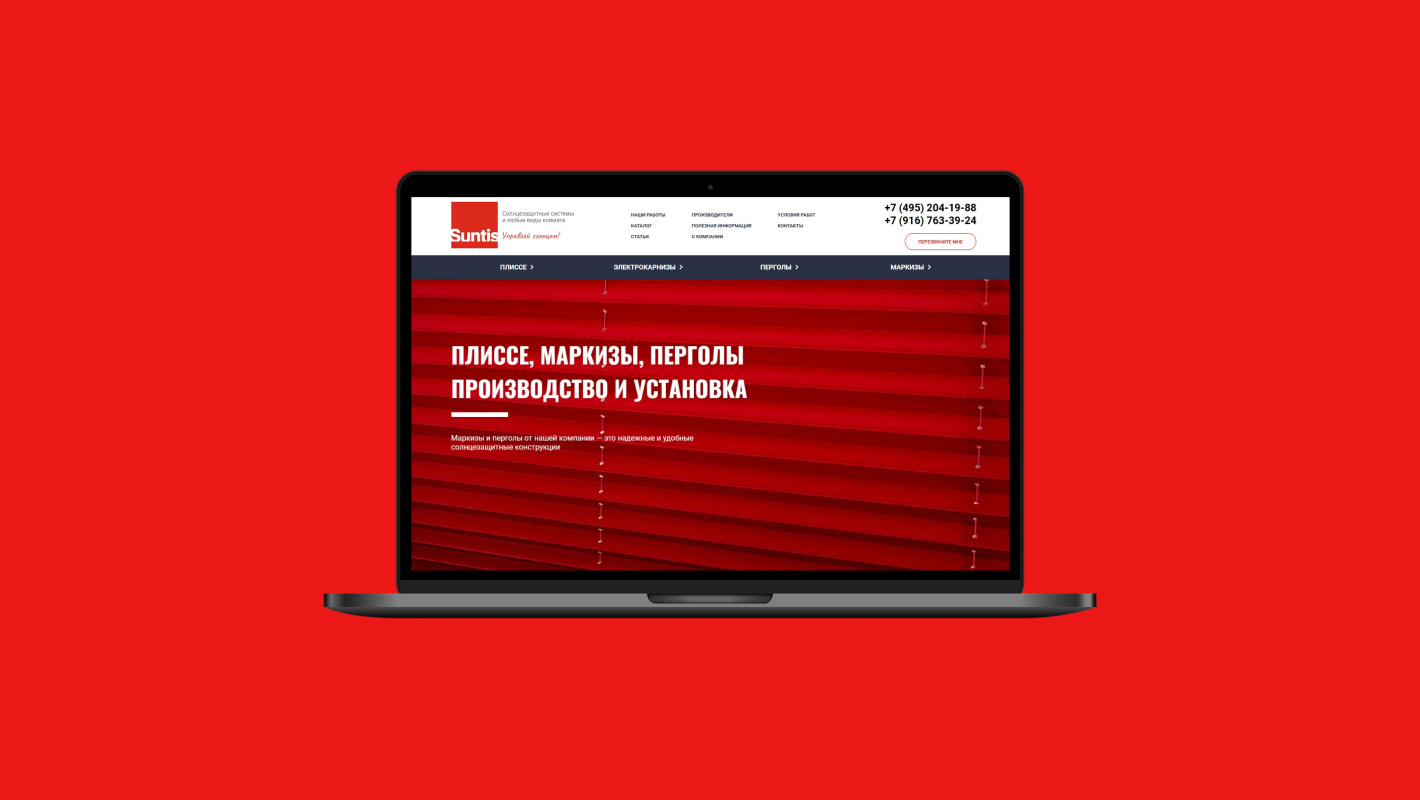 Suntis
Солнцезащитные системы
и любые виды климата
Управляй солнцем!
НАШИ РАБОТЫ
КАТАЛОГ
СТАТЬИ
ПРОИЗВОДИТЕЛИ
ПОЛЕЗНАЯ ИНФОРМАЦИЯ
О КОМПАНИИ
УСЛОВИЯ РАБОТ
КОНТАКТЫ
+7 (495) 204-19-88
+7 (916) 763-39-24
ПЕРЕЗВОНИТЕ МНЕ
ПЛИССЕ
ЭЛЕКТРОКАРНИЗЫ
ПЕРГОЛЫ
МАРКИЗЫ
ПЛИССЕ, МАРКИЗЫ, ПЕРГОЛЫ
ПРОИЗВОДСТВО И УСТАНОВКА
Маркизы и перголы от нашей компании — это надежные и удобные
солнцезащитные конструкции